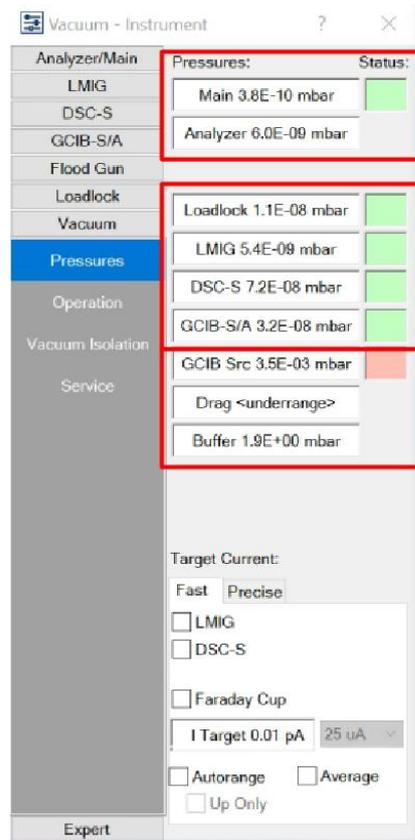 Vacuum - Instrument ?
Analyzer/Main
LMIG
DSC-S
GCIB-S/A
Flood Gun
Loadlock
Vacuum
Pressures
Operation
Vacuum Isolation
Service
Expert
Pressures: Status:
Main 3.8E-10 mbar
Analyzer 6.0E-09 mbar
Loadlock 1.1E-08 mbar
LMIG 5.4E-09 mbar
DSC-S 7.2E-08 mbar
GCIB-S/A 3.2E-08 mbar
GCIB Src 3.5E-03 mbar
Drag <underrange>
Buffer 1.9E+00 mbar
Target Current:
Fast Precise
LMIG
DSC-S
Faraday Cup
I Target 0.01 pA 25 uA
Autorange Average
Up Only